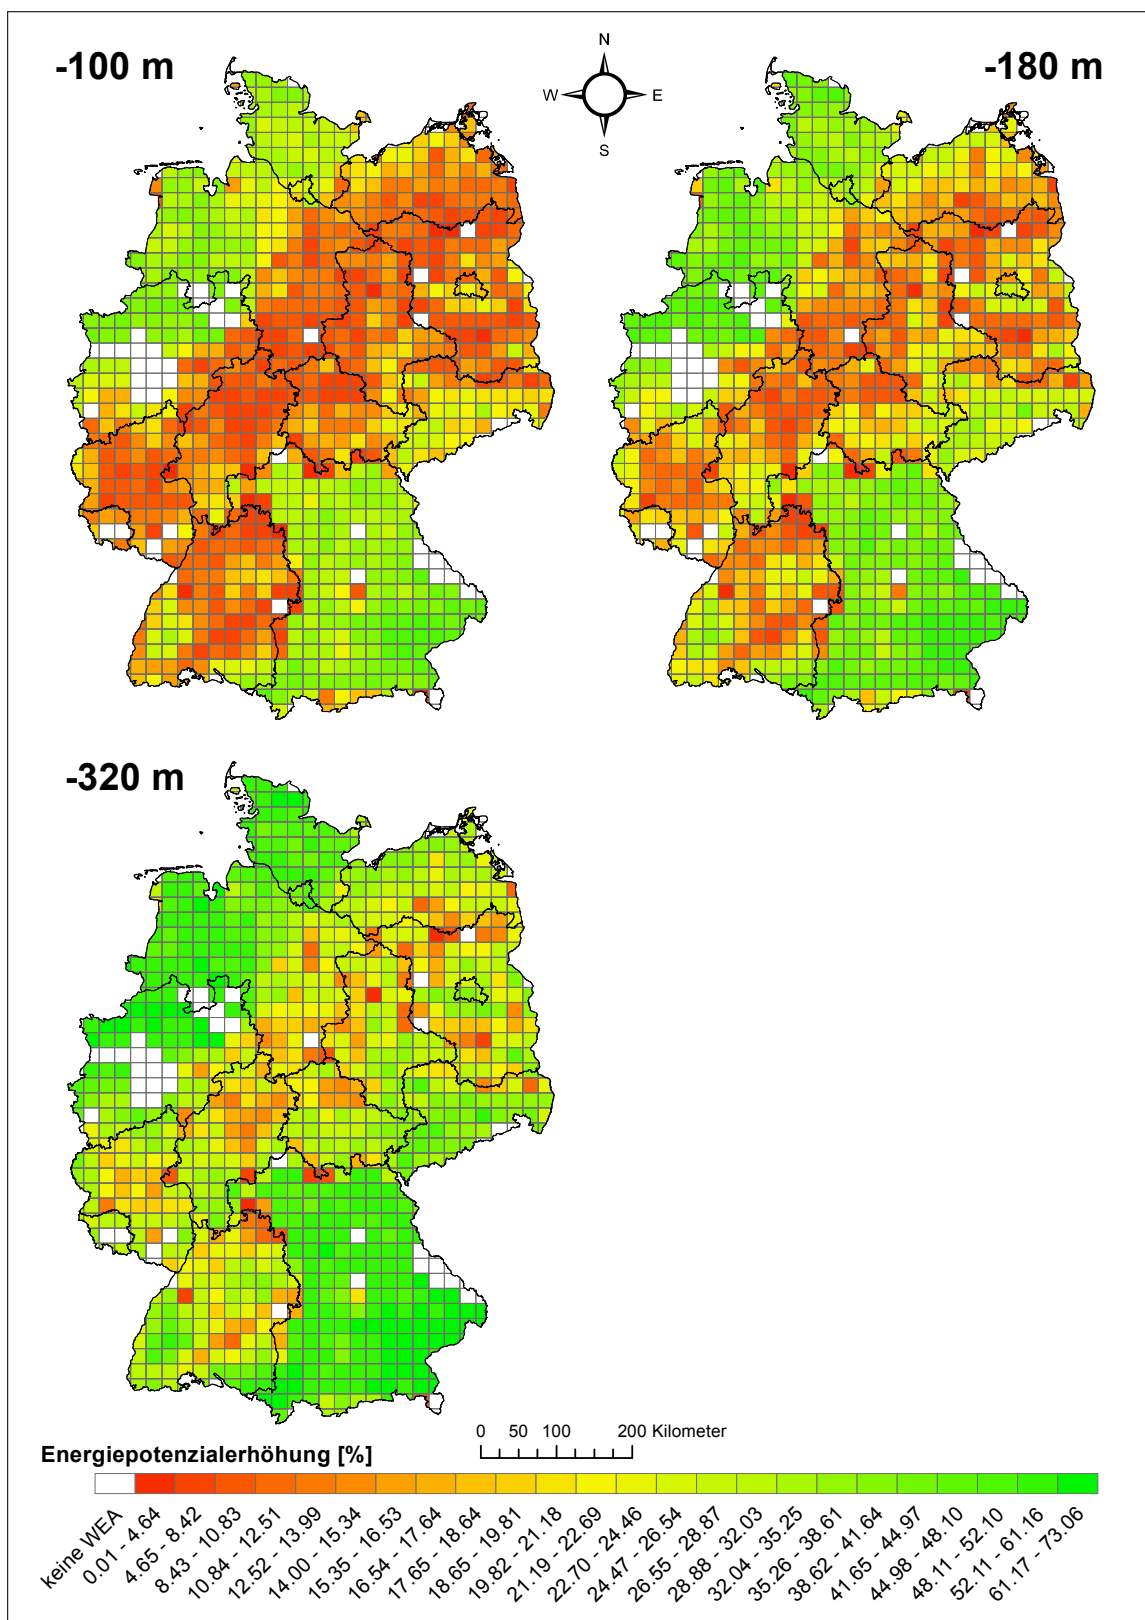 -100 m
N
W
E
S
-180 m
-320 m
0 50 100 200 Kilometer
Energiepotenzialerhöhung [%]
keine WEA
0.01 - 4.64
4.65 - 8.42
8.43 - 10.83
10.84 - 12.51
12.52 - 13.99
14.00 - 15.34
15.35 - 16.53
16.54 - 17.64
17.65 - 18.64
18.65 - 19.81
19.82 - 21.18
21.19 - 22.69
22.70 - 24.46
24.47 - 26.54
26.55 - 28.87
28.88 - 32.03
32.04 - 35.25
35.26 - 38.61
38.62 - 41.64
41.65 - 44.97
44.98 - 48.10
48.11 - 52.10
52.11 - 61.16
61.17 - 73.06